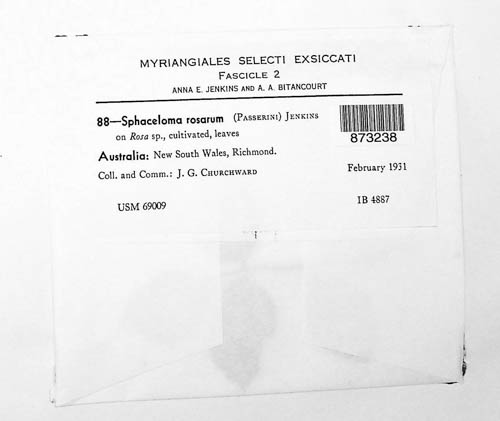 MYRIANGIALES SELECTI EXSICCATI
FASCICLE 2
ANNA E. JENKINS AND A. A. BITANCOURT
88—Sphaceloma rosarum (PASSERINI) JENKINS
on Rosa sp., cultivated, leaves
873238
Australia: New South Wales, Richmond.
Coll. and Comm.: J. G. CHURCHWARD February 1931
USM 69009 IB 4887